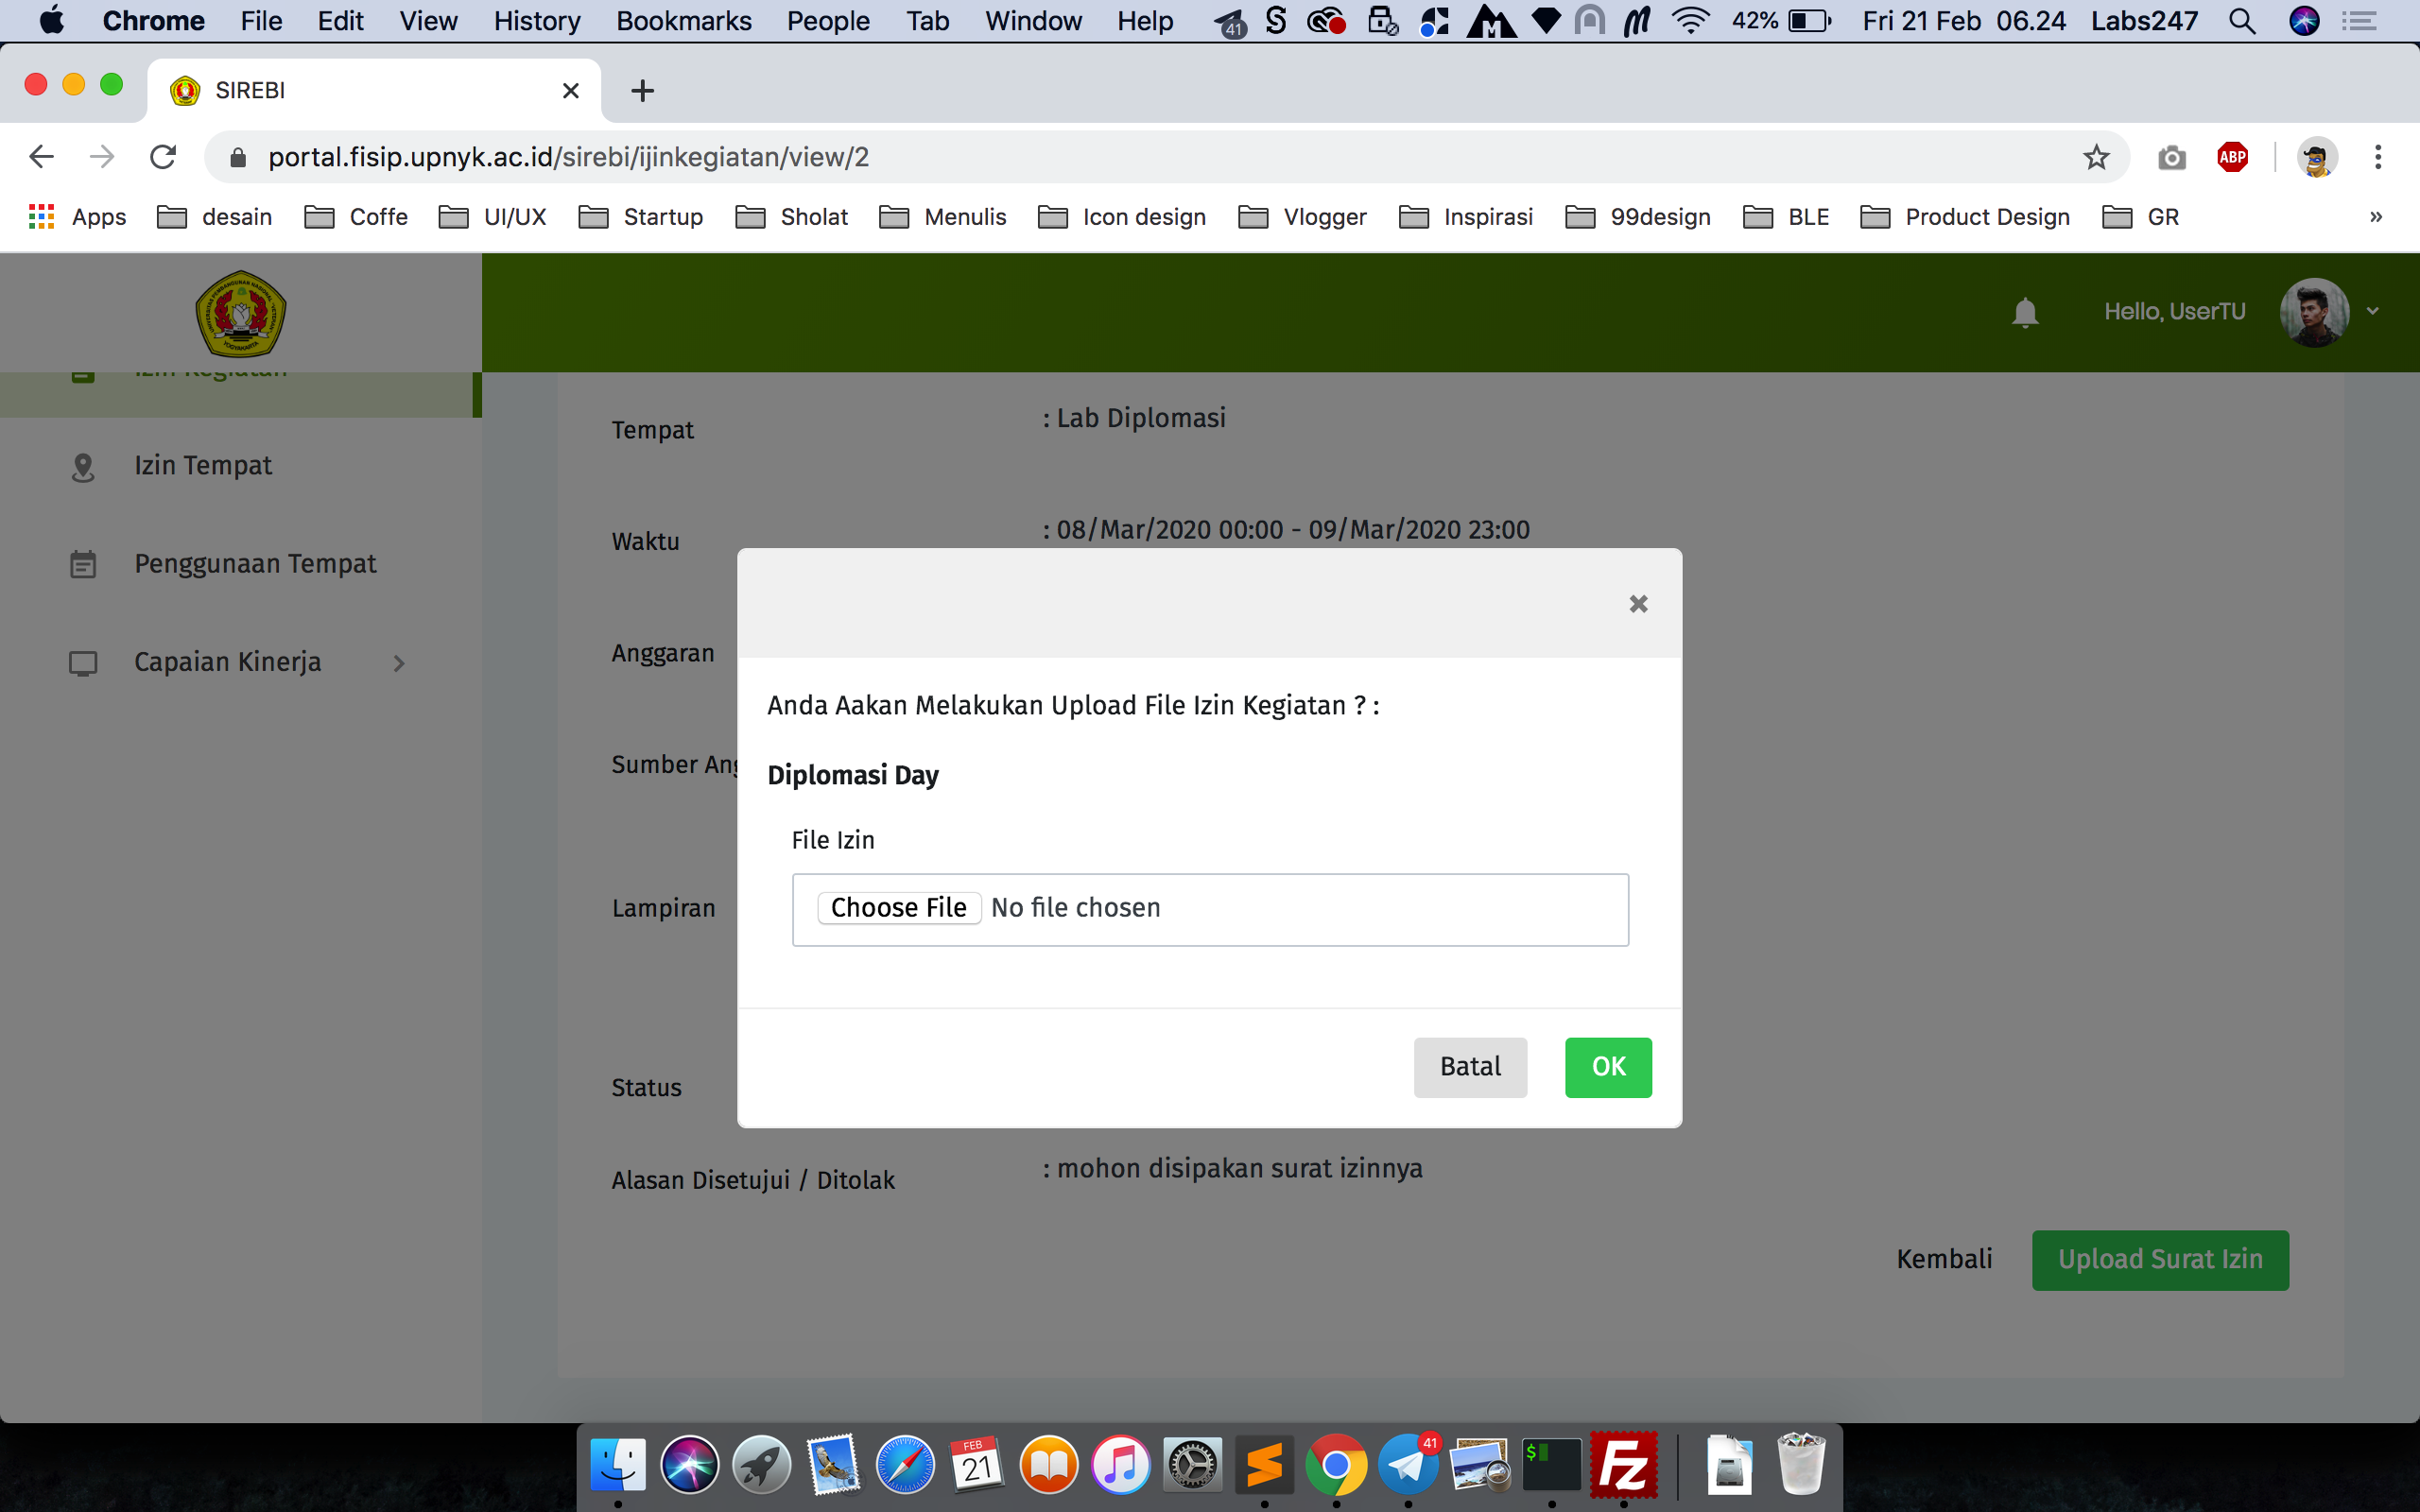 Chrome File Edit View History Bookmarks People Tab Window Help 41 42% Fri 21 Feb 06.24 Labs247
SIREBI
portal.fisip.upnyk.ac.id/sirebi/ijinkegiatan/view/2
ABP
Apps desain Coffe UI/UX Startup Sholat Menulis Icon design Vlogger Inspirasi 99design BLE Product Design GR »
Hello, UserTU
Izin Kegiatan
Izin Tempat
Penggunaan Tempat
Capaian Kinerja
Tempat : Lab Diplomasi
Waktu : 08/Mar/2020 00:00 - 09/Mar/2020 23:00
Anggaran
Sumber Ang
Lampiran
Status
Alasan Disetujui / Ditolak : mohon disipakan surat izinnya
Kembali Upload Surat Izin
Anda Aakan Melakukan Upload File Izin Kegiatan ? :
Diplomasi Day
File Izin
Choose File No file chosen
Batal OK
FEB
21
41
$
Fz